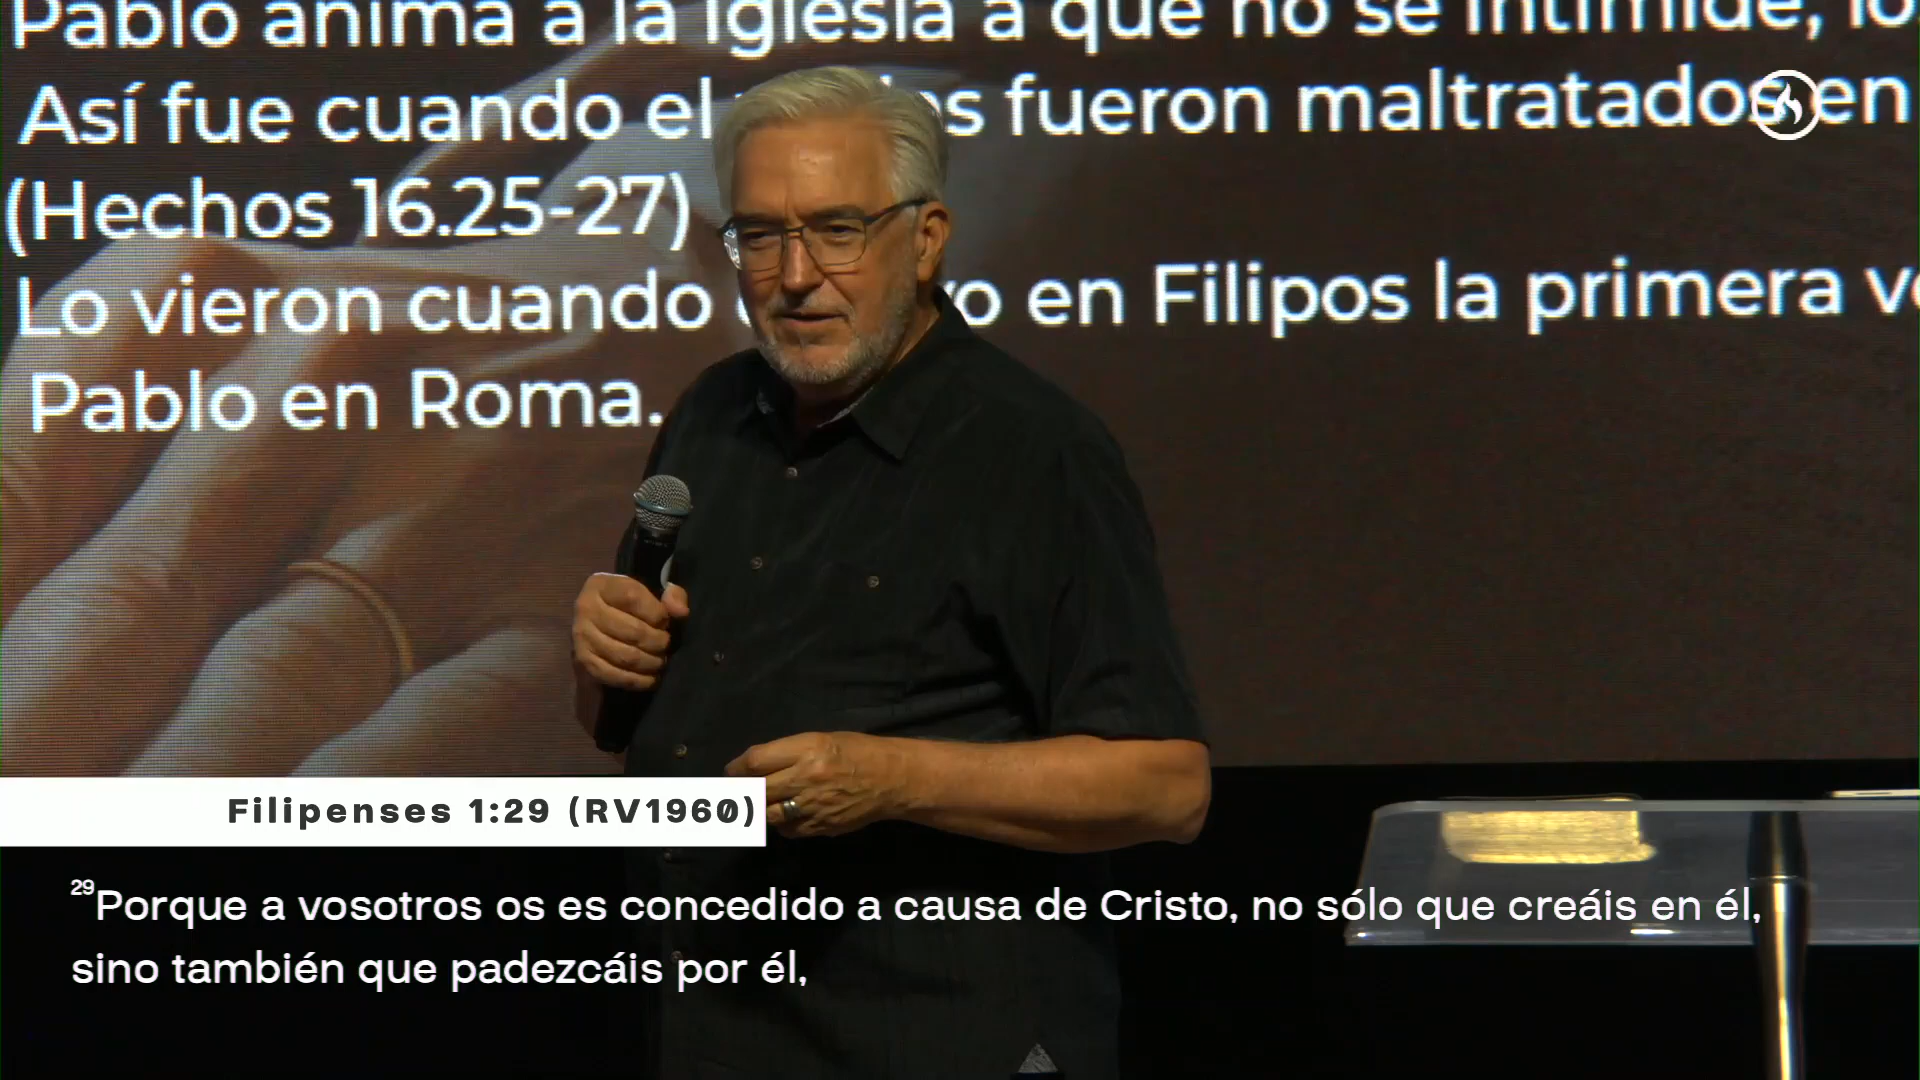 Pablo anima a la iglesia a que no se intimide,
Así fue cuando el fueron maltratados en
(Hechos 16.25-27)
Lo vieron cuando en Filipos la primera
Pablo en Roma.
Filipenses 1:29 (RV1960)
29Porque a vosotros os es concedido a causa de Cristo, no sólo que creáis en él,
sino también que padezcáis por él,